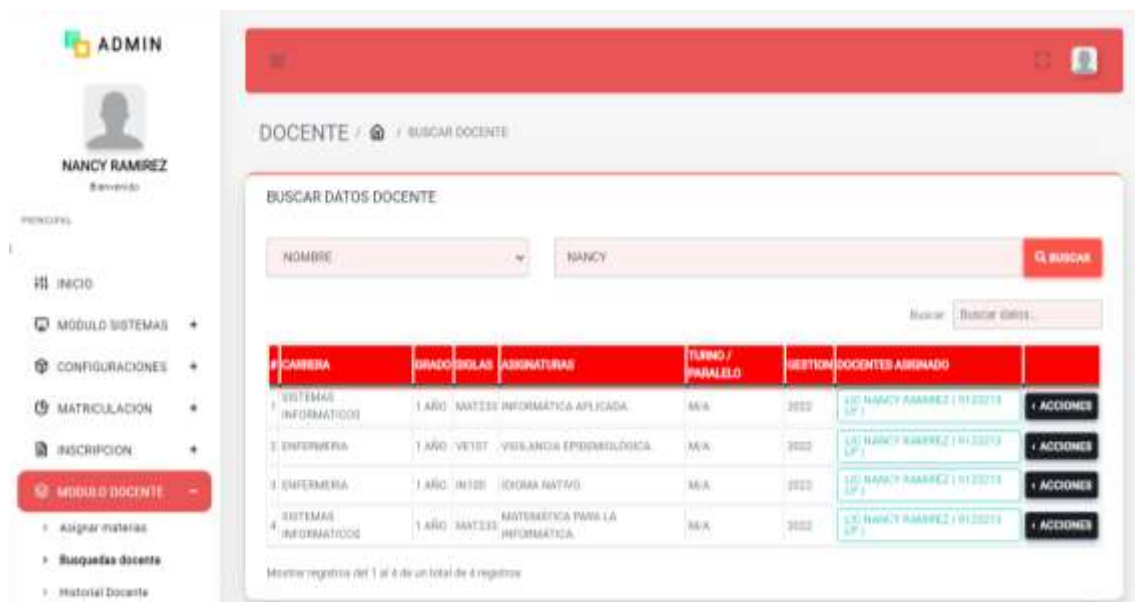 ADMIN
NANCY RAMIREZ
Bienvenido
PRINCIPAL
INICIO
MODULO SISTEMAS +
CONFIGURACIONES +
MATRICULACION +
INSCRIPCION +
MODULO DOCENTE -
Asignar materias
Busquedas docente
Historial Docente
DOCENTE / / BUSCAR DOCENTE
BUSCAR DATOS DOCENTE
NOMBRE NANCY BUSCAR
Buscar Buscar datos...
# CARRERA GRADO SIGLAS ASIGNATURAS TURNO / PARALELO GESTION DOCENTES ASIGNADO
1 SISTEMAS INFORMATICOS 1 AÑO INFORMÁTICA APLICADA M/A 2022 LIC NANCY RAMIREZ ACCIONES
2 ENFERMERIA 1 AÑO VE107 VIGILANCIA EPIDEMIOLÓGICA M/A 2022 LIC NANCY RAMIREZ ACCIONES
3 ENFERMERIA 1 AÑO IN100 IDIOMA NATIVO M/A 2022 LIC NANCY RAMIREZ ACCIONES
4 SISTEMAS INFORMATICOS 1 AÑO MATEMÁTICA PARA LA INFORMÁTICA M/A 2022 LIC NANCY RAMIREZ ACCIONES
Mostrar registros del 1 al 4 de un total de 4 registros